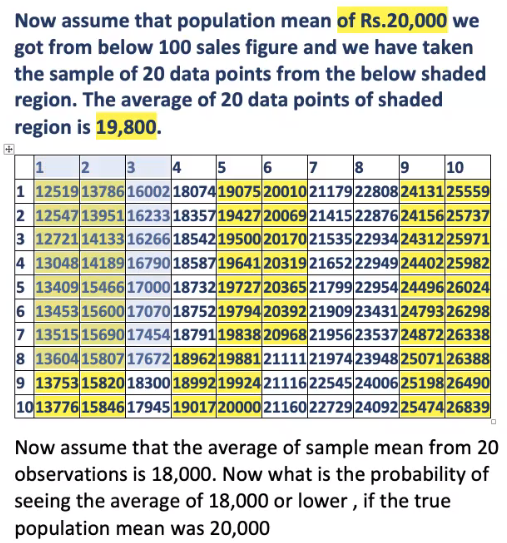 Now assume that population mean of Rs.20,000 we
got from below 100 sales figure and we have taken
the sample of 20 data points from the below shaded
region. The average of 20 data points of shaded
region is 19,800.
1 2 3 4 5 6 7 8 9 10
1 12519 13786 16002 18074 19075 20010 21179 22808 24131 25559
2 12547 13951 16233 18357 19427 20069 21415 22876 24156 25737
3 12721 14133 16266 18542 19500 20170 21535 22934 24312 25971
4 13048 14189 16790 18587 19641 20319 21652 22949 24402 25982
5 13409 15466 17000 18732 19727 20365 21799 22954 24496 26024
6 13453 15600 17070 18752 19794 20392 21909 23431 24793 26298
7 13515 15690 17454 18791 19838 20968 21956 23537 24872 26338
8 13604 15807 17672 18962 19881 21111 21974 23948 25071 26388
9 13753 15820 18300 18992 19924 21116 22545 24006 25198 26490
10 13776 15846 17945 19017 20000 21160 22729 24092 25474 26839
Now assume that the average of sample mean from 20
observations is 18,000. Now what is the probability of
seeing the average of 18,000 or lower , if the true
population mean was 20,000